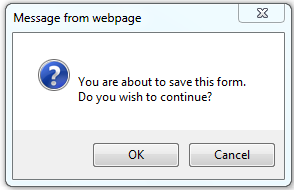 Message from webpage
You are about to save this form.
Do you wish to continue?
OK
Cancel